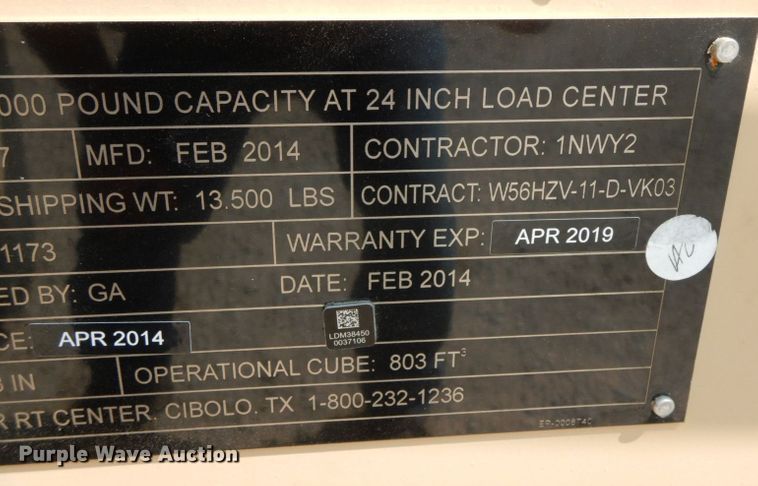 000 POUND CAPACITY AT 24 INCH LOAD CENTER
7 MFD: FEB 2014 CONTRACTOR: 1NWY2
SHIPPING WT: 13.500 LBS CONTRACT: W56HZV-11-D-VK03
1173 WARRANTY EXP: APR 2019
ED BY: GA DATE: FEB 2014
CE: APR 2014
LDM38450
0037106
IN OPERATIONAL CUBE: 803 FT³
R RT CENTER. CIBOLO. TX 1-800-232-1236
Purple Wave Auction